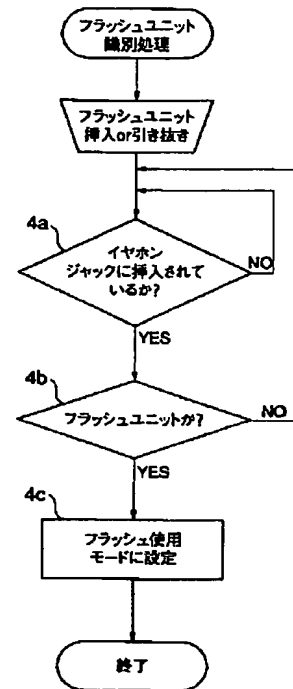 フラッシュユニット
識別処理
フラッシュユニット
挿入or引き抜き
4a
イヤホン
ジャックに挿入されて
いるか?
NO
YES
4b
フラッシュユニットか?
NO
YES
4c
フラッシュ使用
モードに設定
終了